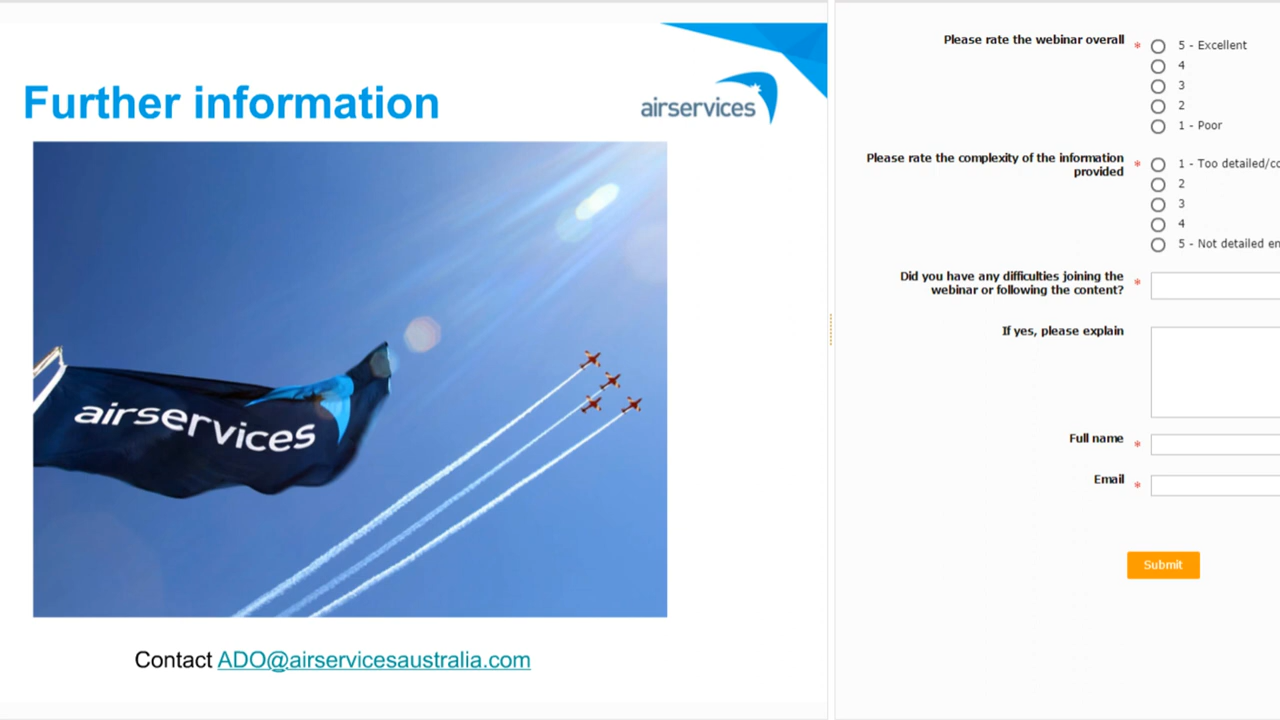 Further information
airservices
airservices
Contact ADO@airservicesaustralia.com
Please rate the webinar overall *
5 - Excellent
4
3
2
1 - Poor
Please rate the complexity of the information
provided *
1 - Too detailed/co
2
3
4
5 - Not detailed en
Did you have any difficulties joining the
webinar or following the content? *
If yes, please explain
Full name *
Email *
Submit